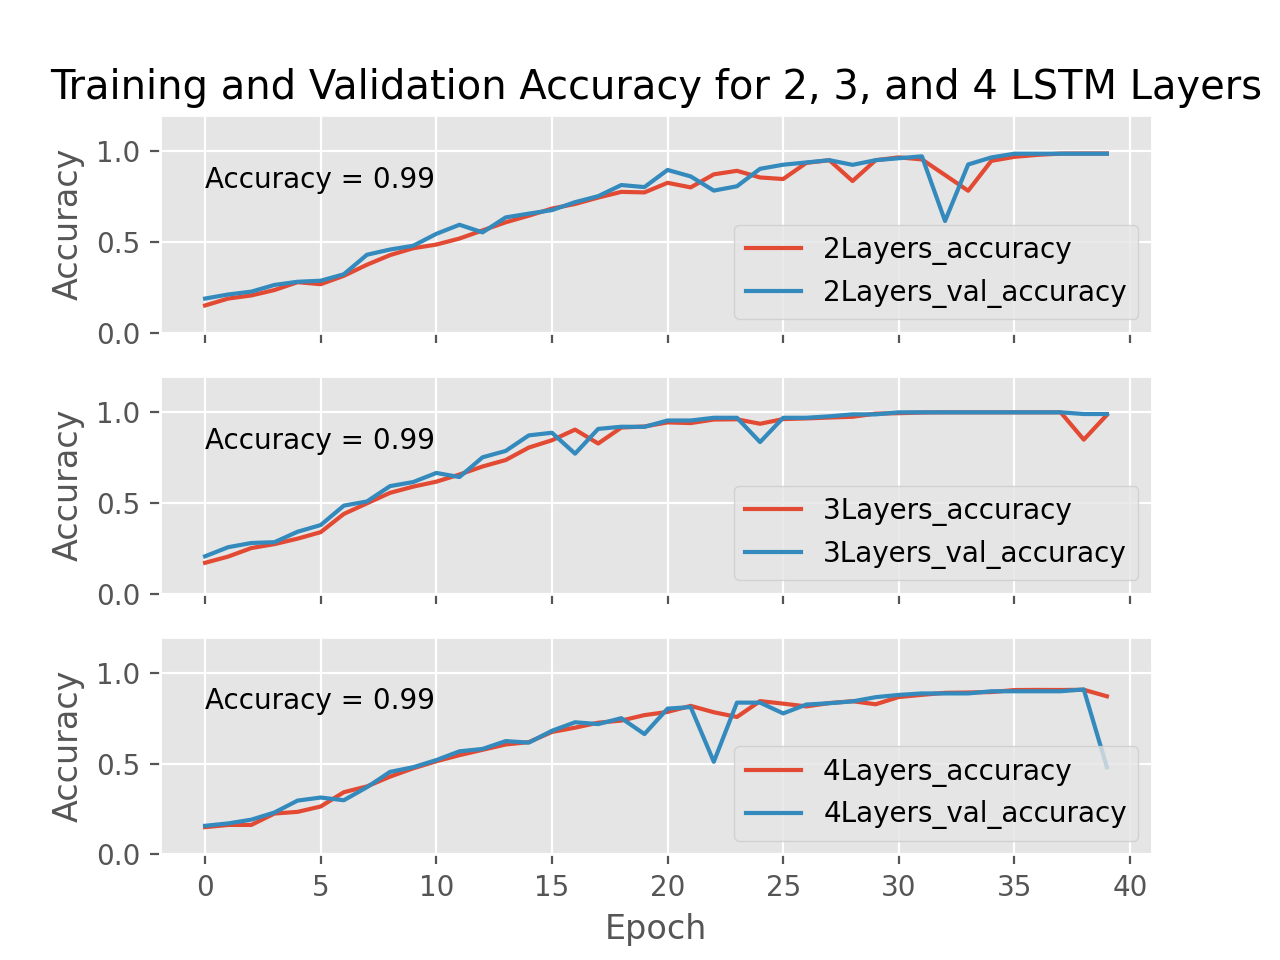 Training and Validation Accuracy for 2, 3, and 4 LSTM Layers
Accuracy
1.0
0.5
0.0
Accuracy = 0.99
2Layers_accuracy
2Layers_val_accuracy
Accuracy
1.0
0.5
0.0
Accuracy = 0.99
3Layers_accuracy
3Layers_val_accuracy
Accuracy
1.0
0.5
0.0
Accuracy = 0.99
4Layers_accuracy
4Layers_val_accuracy
0 5 10 15 20 25 30 35 40
Epoch